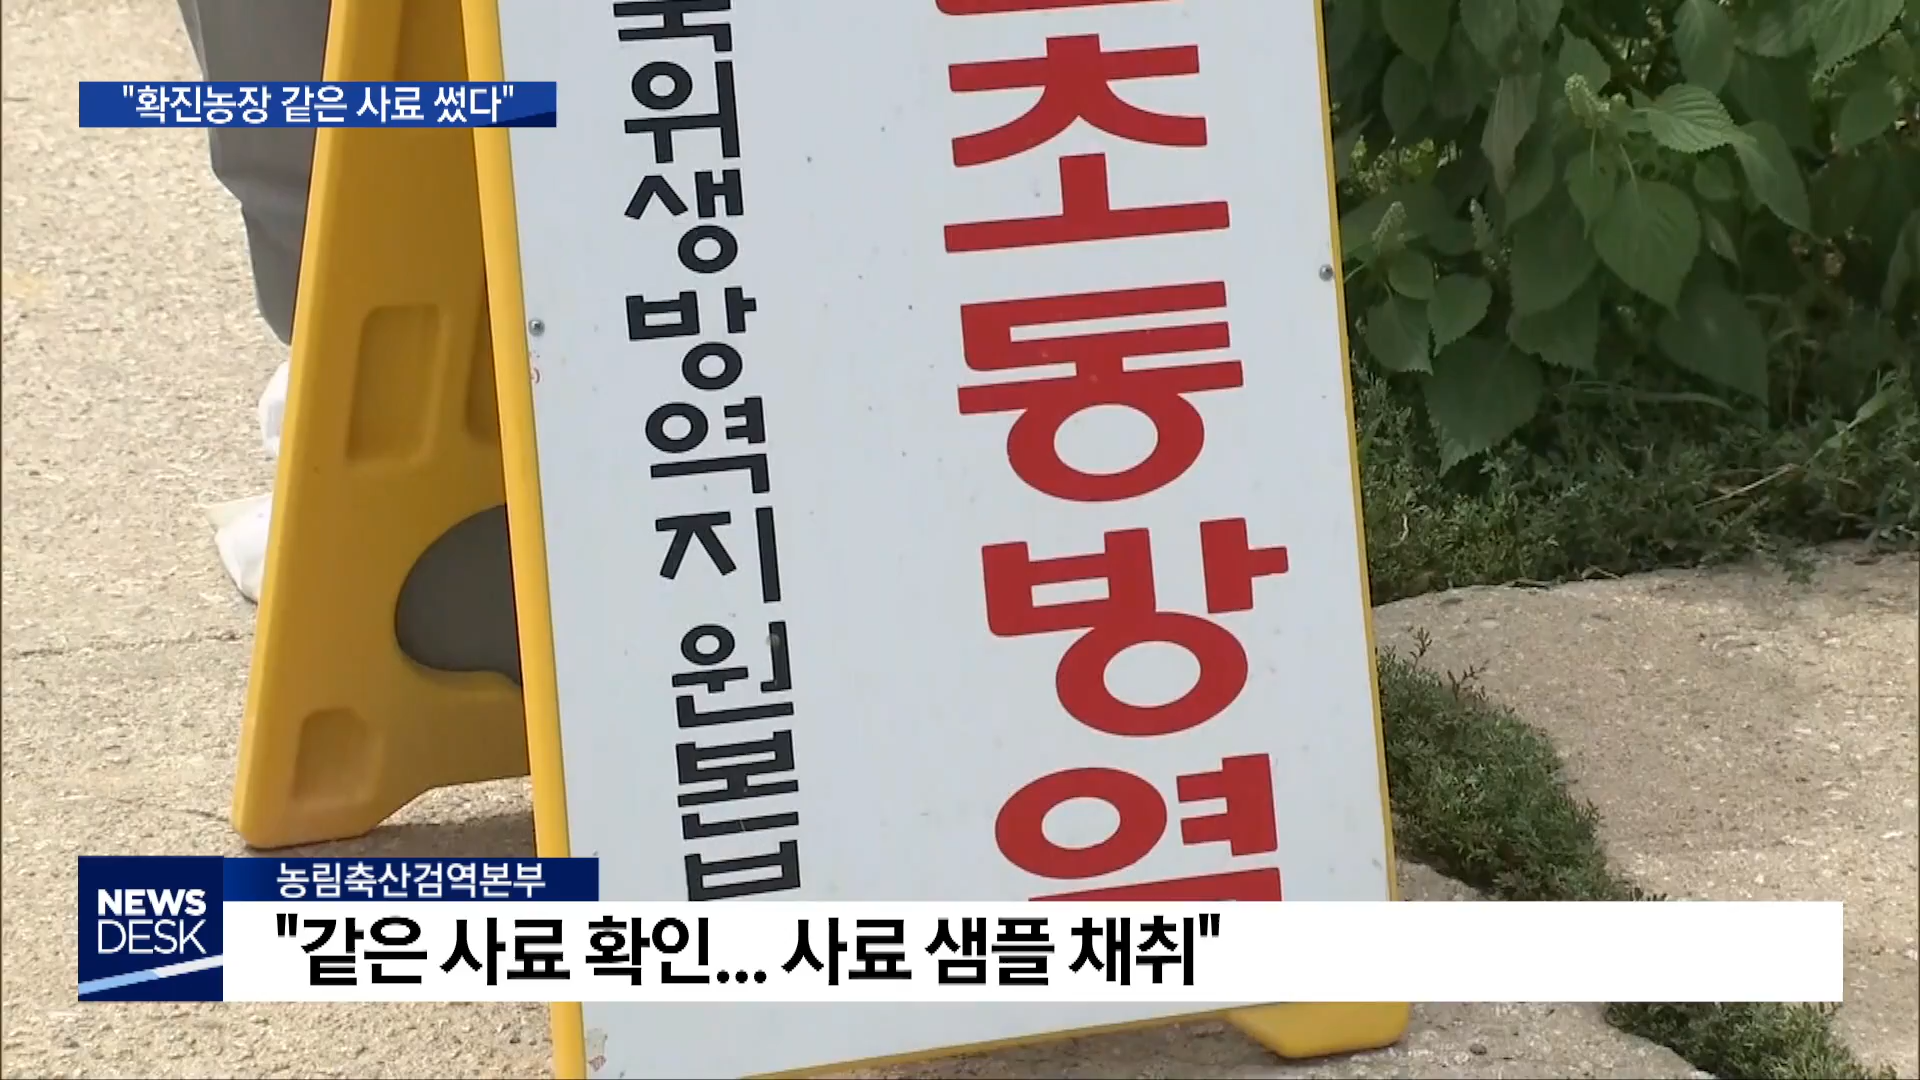 "확진농장 같은 사료 썼다"
위생방역지원본
초동방역
NEWS
DESK
농림축산검역본부
"같은 사료 확인... 사료 샘플 채취"